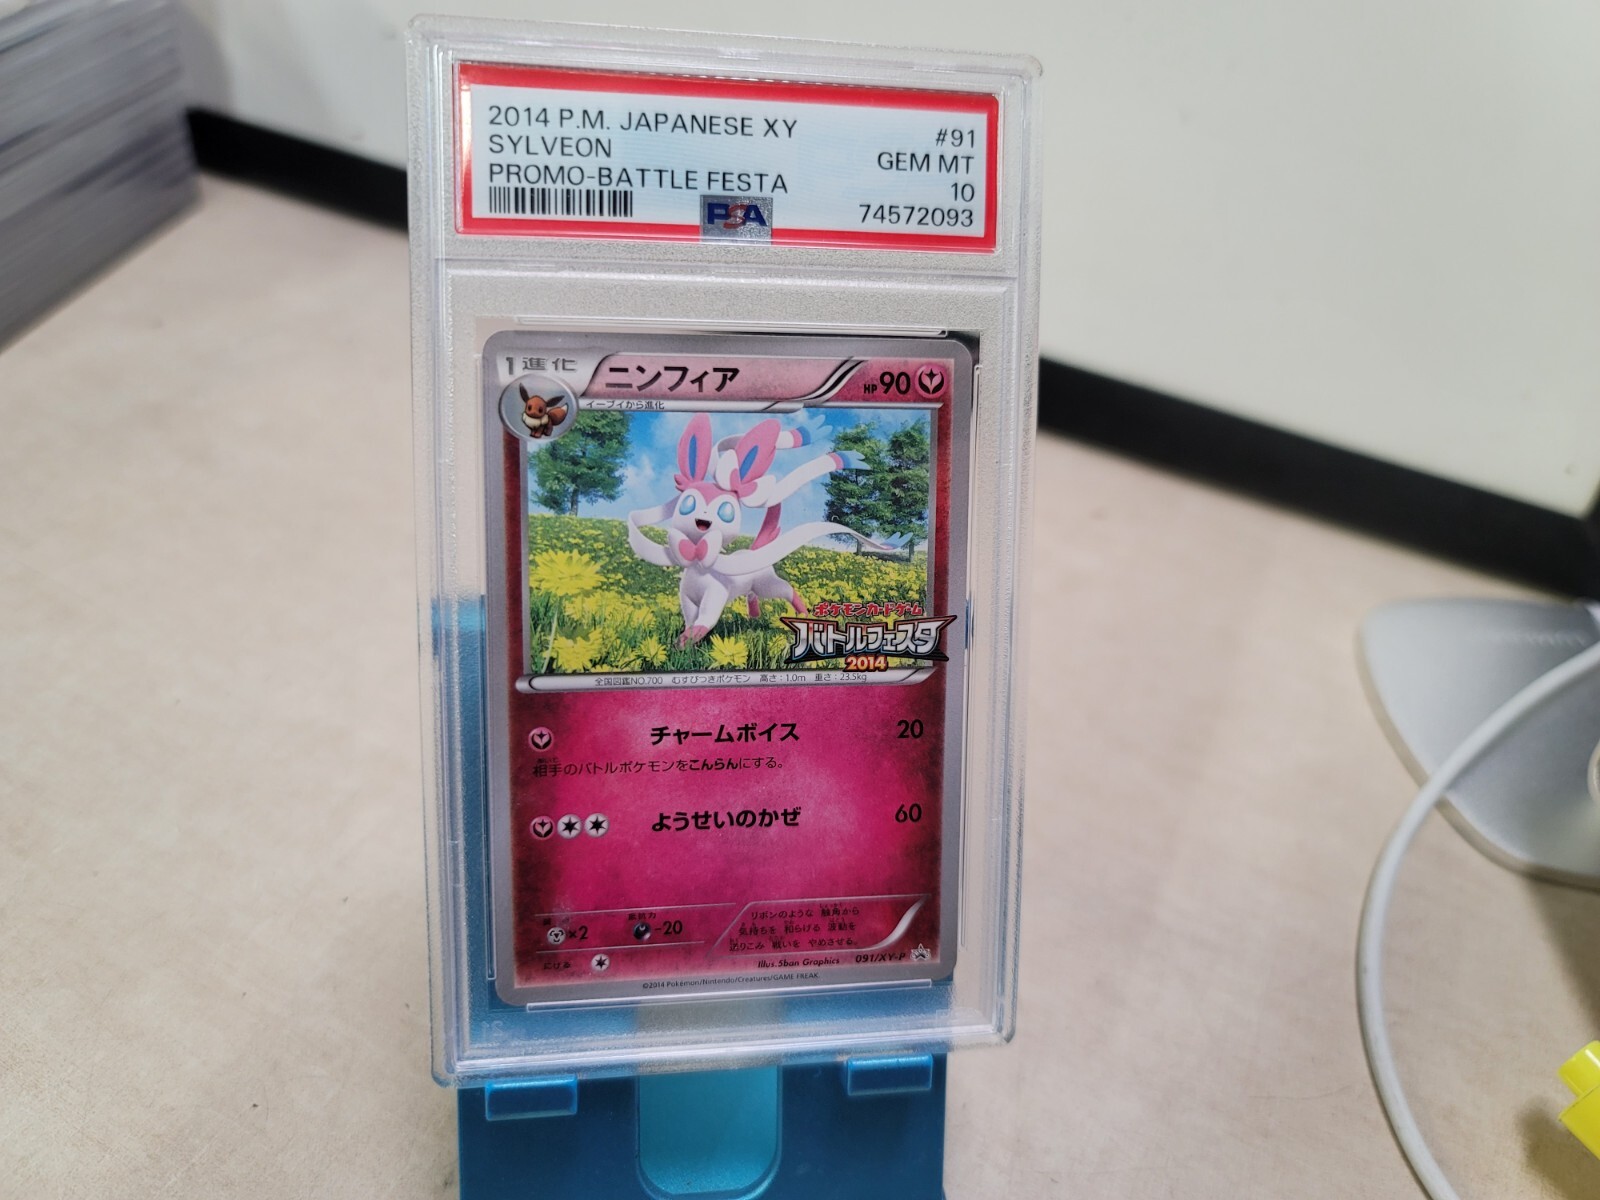 2014 P.M. JAPANESE XY
#91
SYLVEON
GEM MT
PROMO-BATTLE FESTA
10
PSA
74572093
1進化
ニンフィア
HP90
イーブイから進化
ポケモンカードゲーム
バトルフェスタ
2014
全国図鑑NO.700 むすびつきポケモン 高さ：1.0m 重さ：23.5kg
チャームボイス 20
相手のバトルポケモンをこんらんにする。
ようせいのかぜ 60
抵抗力
×2
-20
リボンのような 触角から
気持ちを 和らげる 波動を
送りこみ 戦いを やめさせる。
にげる
Illus. 5ban Graphics
091/XY-P
©2014 Pokémon/Nintendo/Creatures/GAME FREAK.